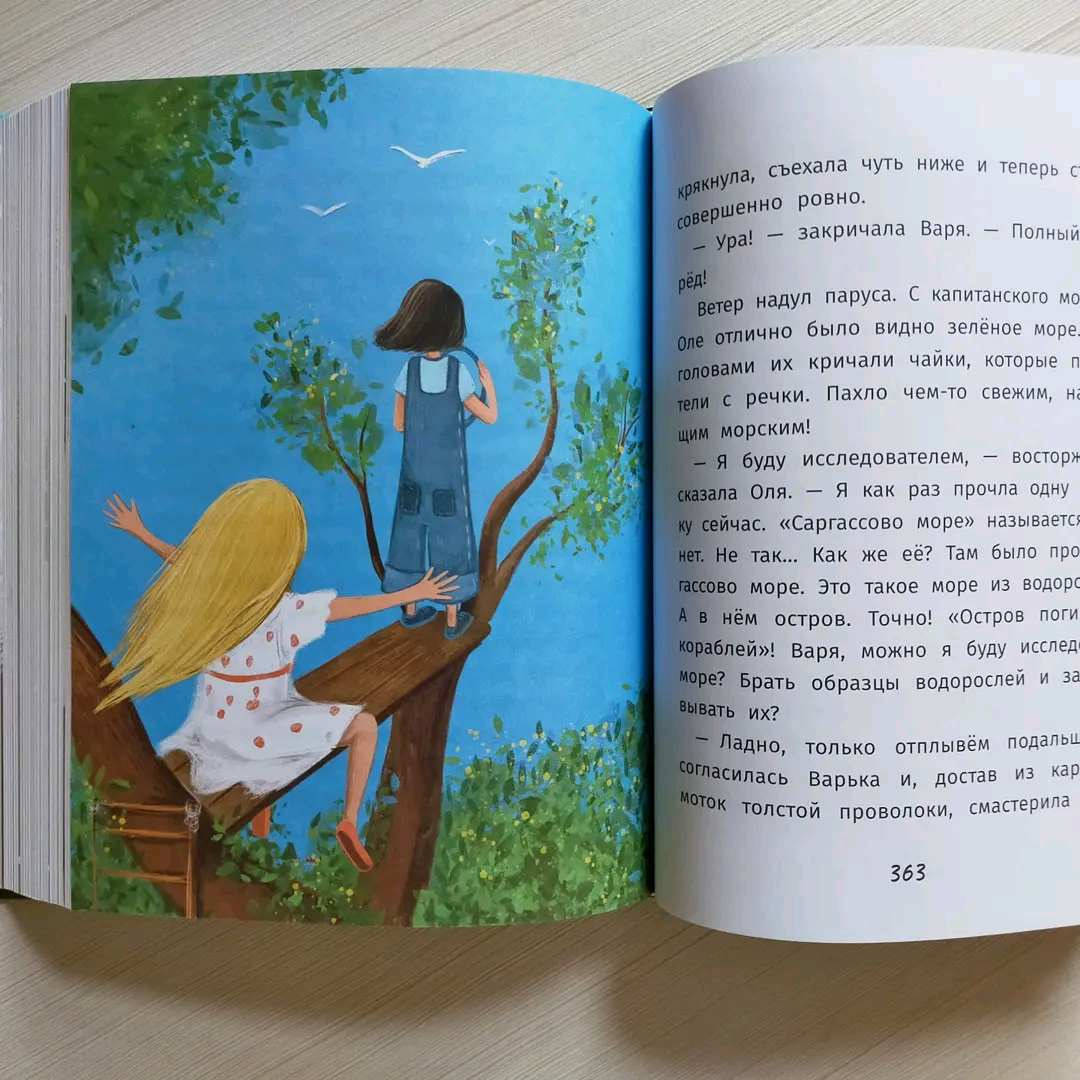 крякнула, съехала чуть ниже и теперь
совершенно ровно.
— Ура! — закричала Варя. — Полный
рёд!
Ветер надул паруса. С капитанского мо
Оле отлично было видно зелёное море.
головами их кричали чайки, которые п
тели с речки. Пахло чем-то свежим, на
щим морским!
— Я буду исследователем, — восторж
сказала Оля. — Я как раз прочла одну
ку сейчас. «Саргассово море» называется
нет. Не так... Как же её? Там было про
гассово море. Это такое море из водоро
А в нём остров. Точно! «Остров поги
кораблей»! Варя, можно я буду исслед
море? Брать образцы водорослей и за
вывать их?
— Ладно, только отплывём подальш
согласилась Варька и, достав из кар
моток толстой проволоки, смастерила
363